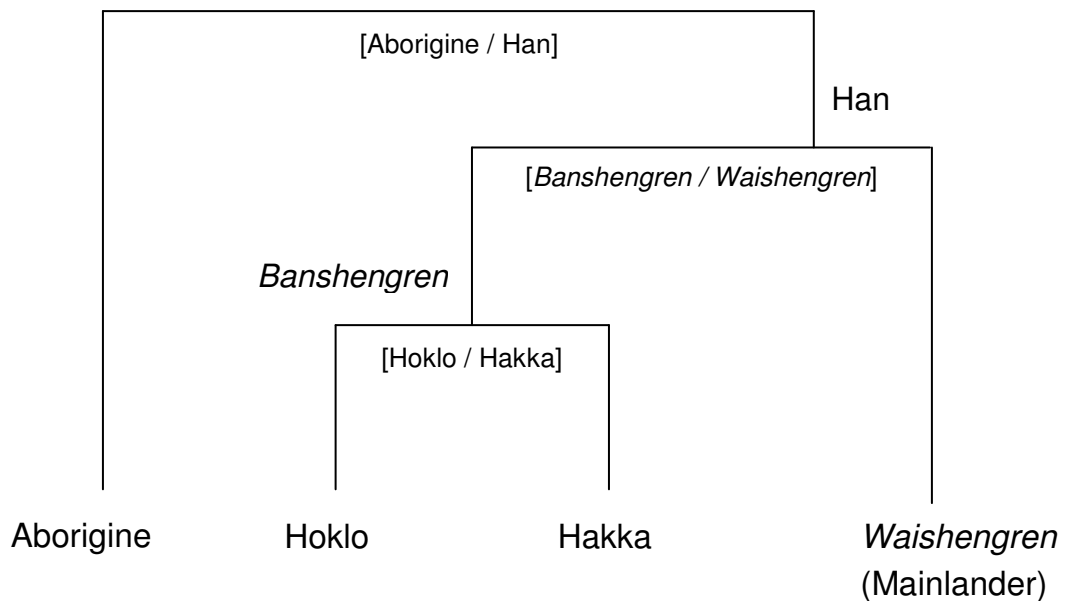 [Aborigine / Han]
Han
[Banshengren / Waishengren]
Banshengren
[Hoklo / Hakka]
Aborigine
Hoklo
Hakka
Waishengren
(Mainlander)